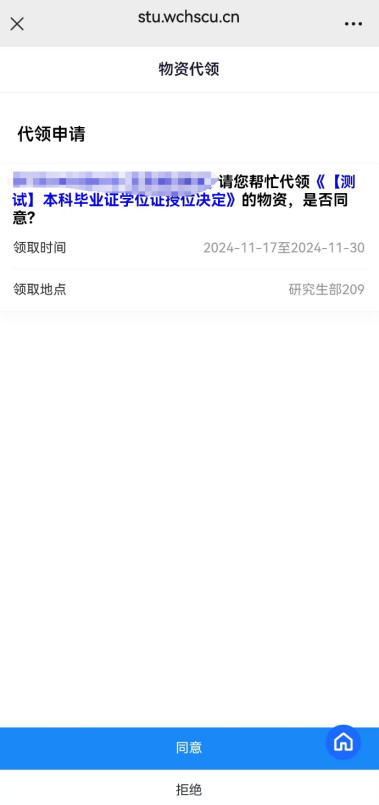 stu.wchscu.cn
物资代领
代领申请
请您帮忙代领《【测
试】本科毕业证学位证授位决定》的物资，是否同
意？
领取时间 2024-11-17至2024-11-30
领取地点 研究生部209
同意
拒绝